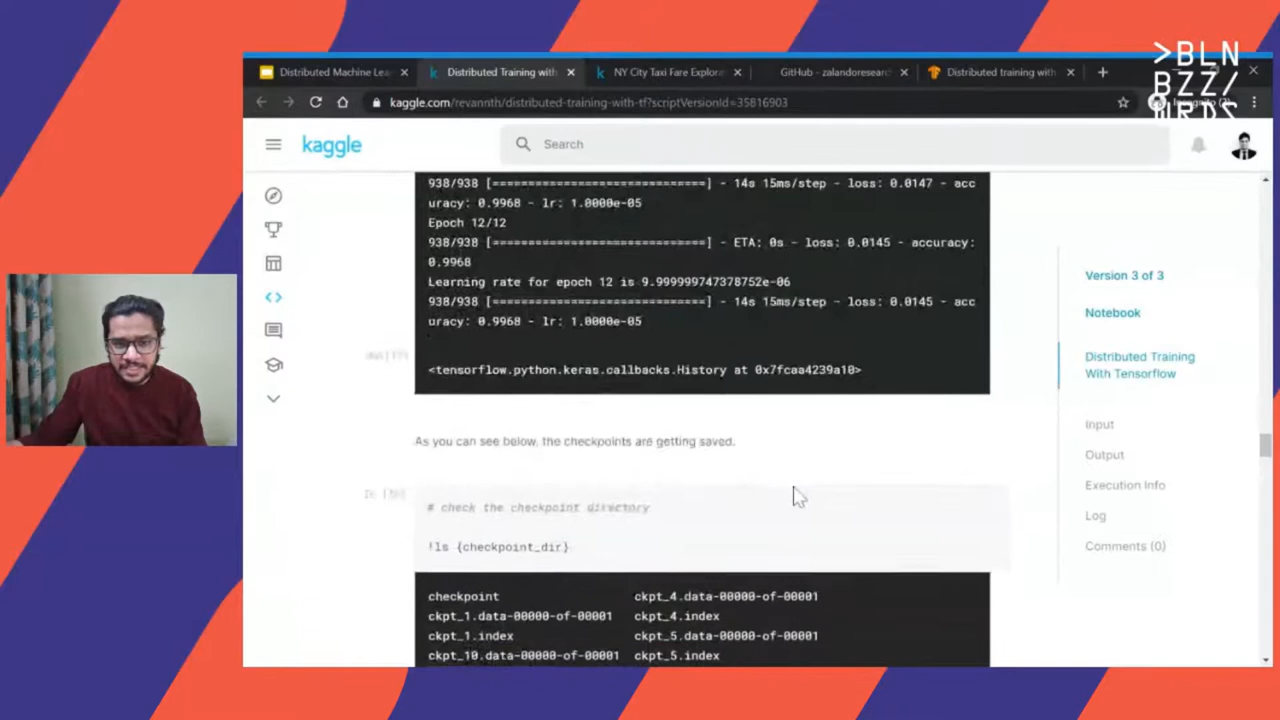 >BLN
BZZ/
WRDS
Distributed Machine Lea
Distributed Training with
NY City Taxi Fare Explora
GitHub - zalandoresearc
Distributed training with
kaggle.com/revannth/distributed-training-with-tf?scriptVersionId=35816903
kaggle
Search
938/938 [==============================] - 14s 15ms/step - loss: 0.0147 - acc
uracy: 0.9968 - lr: 1.0000e-05
Epoch 12/12
938/938 [==============================] - ETA: 0s - loss: 0.0145 - accuracy:
0.9968
Learning rate for epoch 12 is 9.999999747378752e-06
938/938 [==============================] - 14s 15ms/step - loss: 0.0145 - acc
uracy: 0.9968 - lr: 1.0000e-05
<tensorflow.python.keras.callbacks.History at 0x7fcaa4239a10>
As you can see below, the checkpoints are getting saved.
# check the checkpoint directory
!ls {checkpoint_dir}
checkpoint ckpt_4.data-00000-of-00001
ckpt_1.data-00000-of-00001 ckpt_4.index
ckpt_1.index ckpt_5.data-00000-of-00001
ckpt_10.data-00000-of-00001 ckpt_5.index
Version 3 of 3
Notebook
Distributed Training
With Tensorflow
Input
Output
Execution Info
Log
Comments (0)